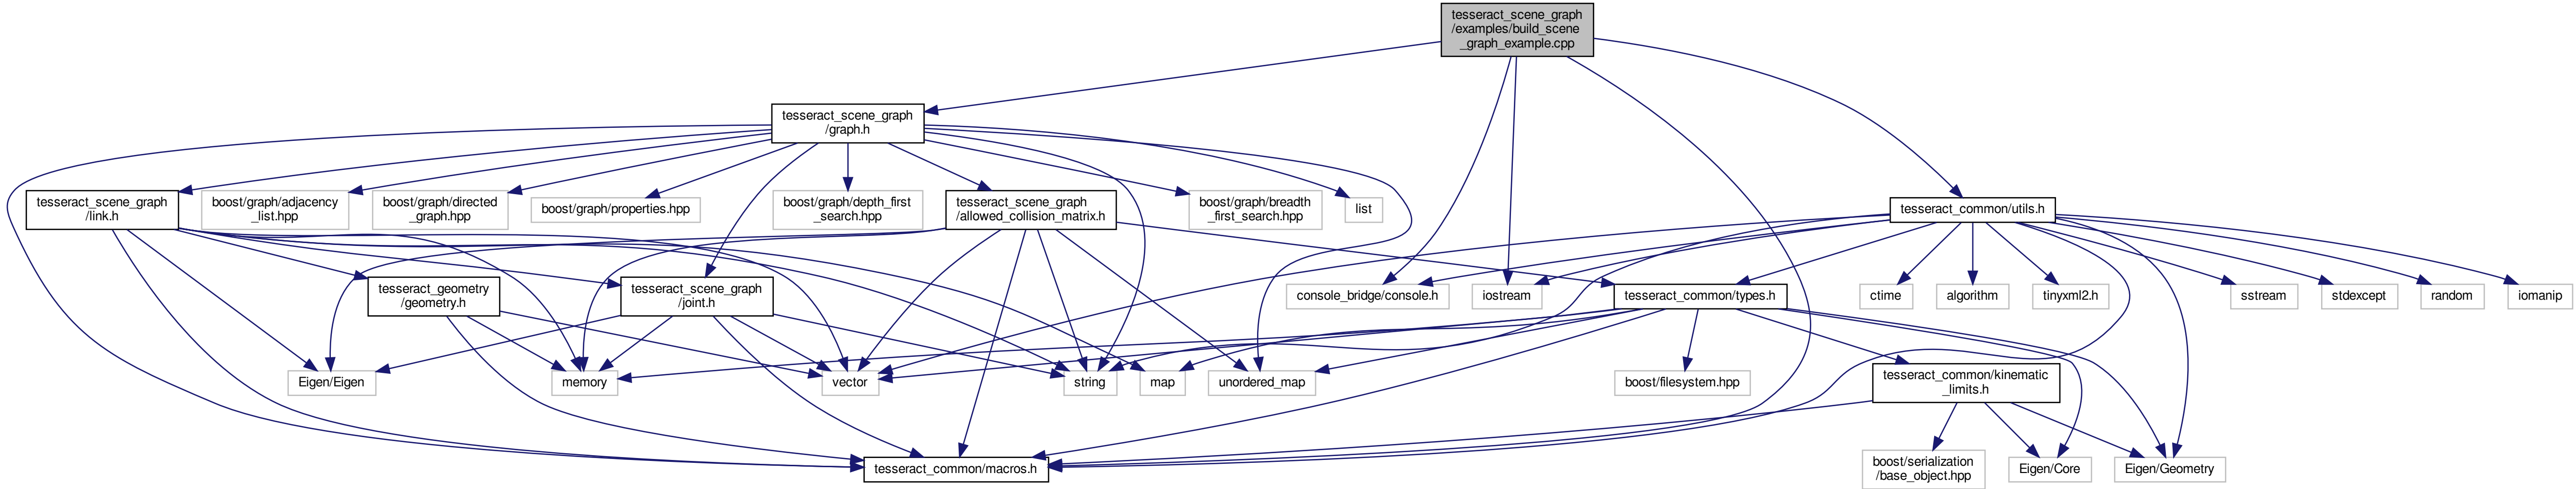 tesseract_scene_graph
/examples/build_scene
_graph_example.cpp
tesseract_scene_graph
/graph.h
tesseract_scene_graph
/link.h
boost/graph/adjacency
_list.hpp
boost/graph/directed
_graph.hpp
boost/graph/properties.hpp
boost/graph/depth_first
_search.hpp
tesseract_scene_graph
/allowed_collision_matrix.h
boost/graph/breadth
_first_search.hpp
list
tesseract_common/utils.h
tesseract_geometry
/geometry.h
tesseract_scene_graph
/joint.h
console_bridge/console.h
iostream
tesseract_common/types.h
ctime
algorithm
tinyxml2.h
sstream
stdexcept
random
iomanip
Eigen/Eigen
memory
vector
string
map
unordered_map
boost/filesystem.hpp
tesseract_common/kinematic
_limits.h
tesseract_common/macros.h
boost/serialization
/base_object.hpp
Eigen/Core
Eigen/Geometry